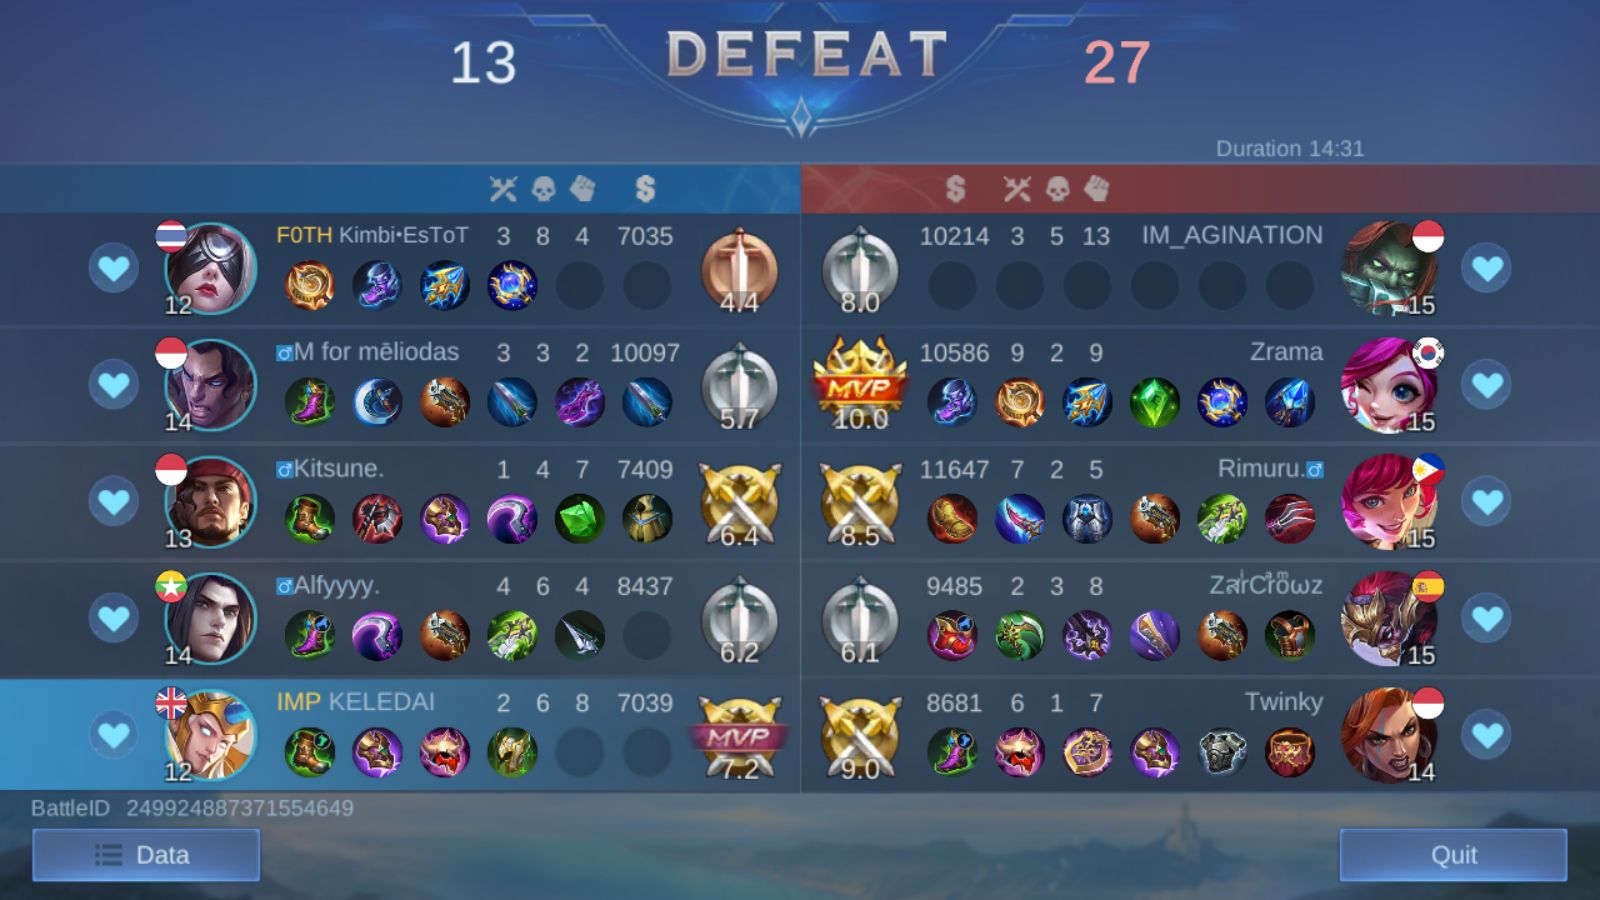 13 DEFEAT 27
Duration 14:31
F0TH Kimbi•EsToT 3 8 4 7035
12 4.4
8.0 10214 3 5 13 IM_AGINATION
15
♂M for mēliodas 3 3 2 10097
14 5.7
MVP 10586 9 2 9 Zrama
10.0 15
♂Kitsune. 1 4 7 7409
13 6.4
11647 7 2 5 Rimuru.♂
8.5 15
♂Alfyyyy. 4 6 4 8437
14 6.2
9485 2 3 8
6.1 15
IMP KELEDAI 2 6 8 7039
MVP
12 7.2
8681 6 1 7 Twinky
9.0 14
BattleID 249924887371554649
Data
Quit